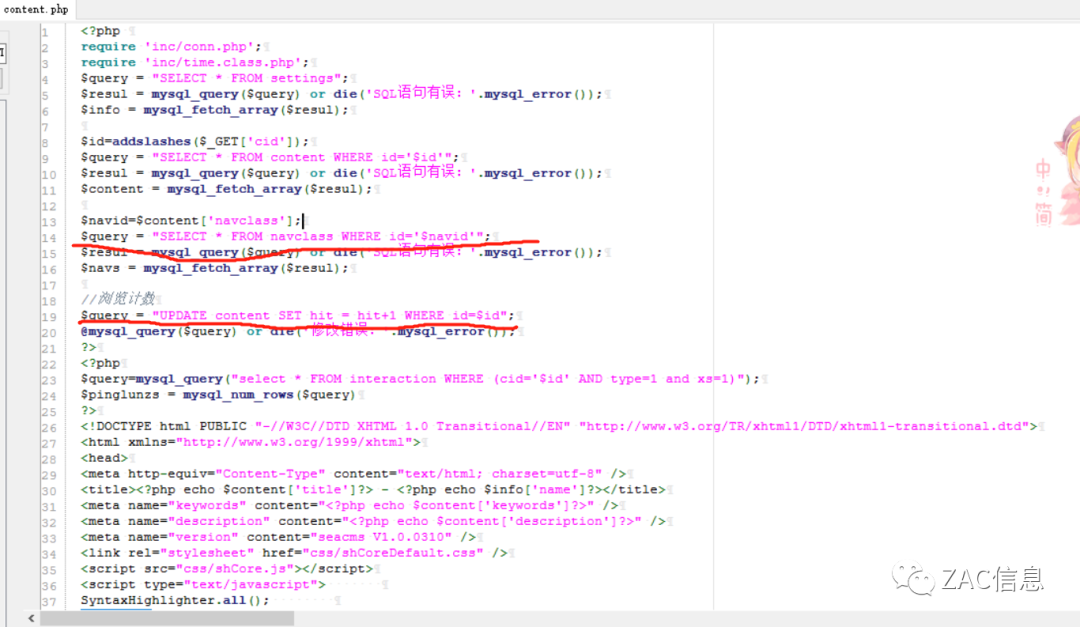 content.php
1 <?php
2 require 'inc/conn.php';
3 require 'inc/time.class.php';
4 $query = "SELECT * FROM settings";
5 $resul = mysql_query($query) or die('SQL语句有误：'.mysql_error());
6 $info = mysql_fetch_array($resul);
7
8 $id=addslashes($_GET['cid']);
9 $query = "SELECT * FROM content WHERE id='$id'";
10 $resul = mysql_query($query) or die('SQL语句有误：'.mysql_error());
11 $content = mysql_fetch_array($resul);
12
13 $navid=$content['navclass'];
14 $query = "SELECT * FROM navclass WHERE id='$navid'";
15 $resul = mysql_query($query) or die('SQL语句有误：'.mysql_error());
16 $navs = mysql_fetch_array($resul);
17
18 //浏览计数
19 $query = "UPDATE content SET hit = hit+1 WHERE id=$id";
20 @mysql_query($query) or die('修改错误：'.mysql_error());
21 ?>
22 <?php
23 $query=mysql_query("select * FROM interaction WHERE (cid='$id' AND type=1 and xs=1)");
24 $pinglunzs = mysql_num_rows($query)
25 ?>
26 <!DOCTYPE html PUBLIC "-//W3C//DTD XHTML 1.0 Transitional//EN" "http://www.w3.org/TR/xhtml1/DTD/xhtml1-transitional.dtd">
27 <html xmlns="http://www.w3.org/1999/xhtml">
28 <head>
29 <meta http-equiv="Content-Type" content="text/html; charset=utf-8" />
30 <title><?php echo $content['title']?> - <?php echo $info['name']?></title>
31 <meta name="keywords" content="<?php echo $content['keywords']?>" />
32 <meta name="description" content="<?php echo $content['description']?>" />
33 <meta name="version" content="seacms V1.0.0310" />
34 <link rel="stylesheet" href="css/shCoreDefault.css" />
35 <script src="css/shCore.js"></script>
36 <script type="text/javascript">
37 SyntaxHighlighter.all();
中
简
ZAC信息